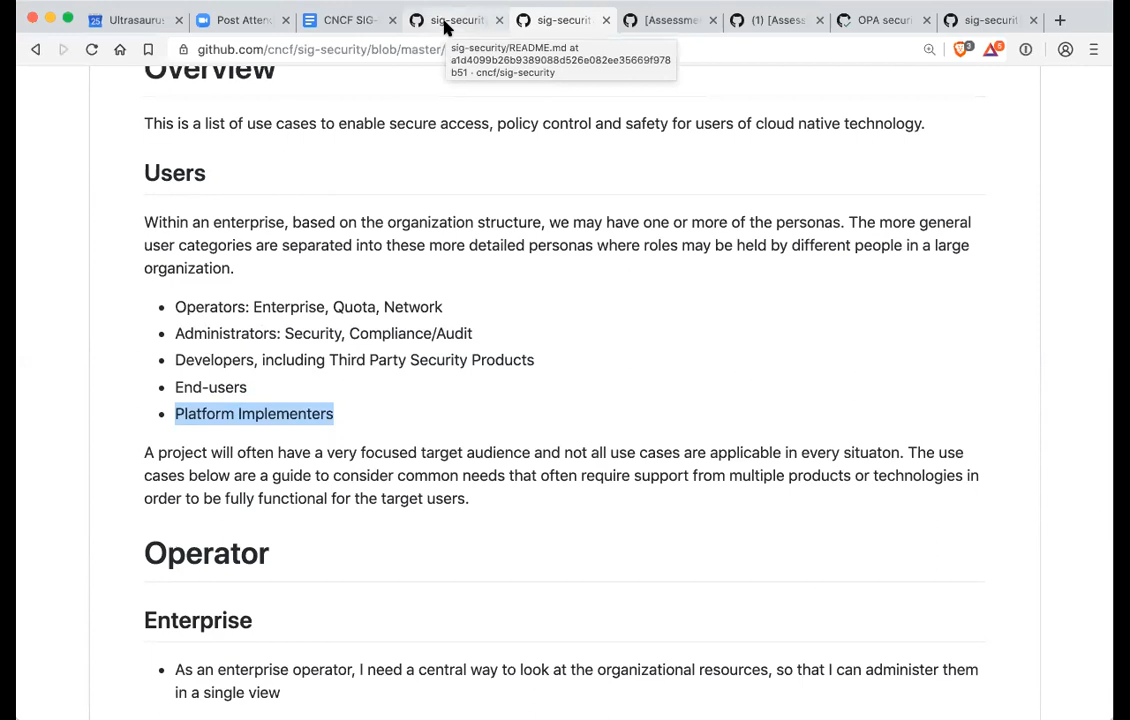 Ultrasaurus
Post Atten
CNCF SIG-
sig-security
sig-securit
[Assessme
(1) [Assess
OPA securi
sig-securit
github.com/cncf/sig-security/blob/master/
3
5
sig-security/README.md at
a1d4099b26b9389088d526e082ee35669f978
b51 · cncf/sig-security
Overview
This is a list of use cases to enable secure access, policy control and safety for users of cloud native technology.
Users
Within an enterprise, based on the organization structure, we may have one or more of the personas. The more general
user categories are separated into these more detailed personas where roles may be held by different people in a large
organization.
• Operators: Enterprise, Quota, Network
• Administrators: Security, Compliance/Audit
• Developers, including Third Party Security Products
• End-users
• Platform Implementers
A project will often have a very focused target audience and not all use cases are applicable in every situaton. The use
cases below are a guide to consider common needs that often require support from multiple products or technologies in
order to be fully functional for the target users.
Operator
Enterprise
• As an enterprise operator, I need a central way to look at the organizational resources, so that I can administer them
in a single view